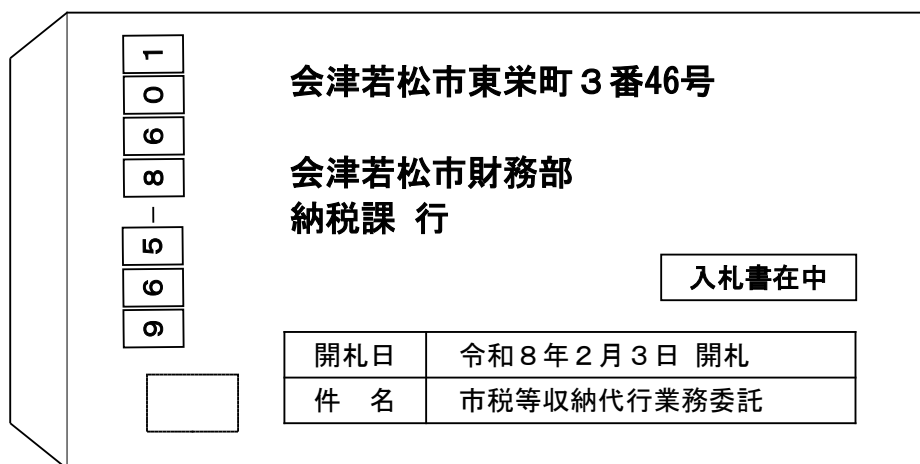 965-8601
会津若松市東栄町３番46号
会津若松市財務部
納税課 行
入札書在中
開札日 令和８年２月３日 開札
件　名 市税等収納代行業務委託